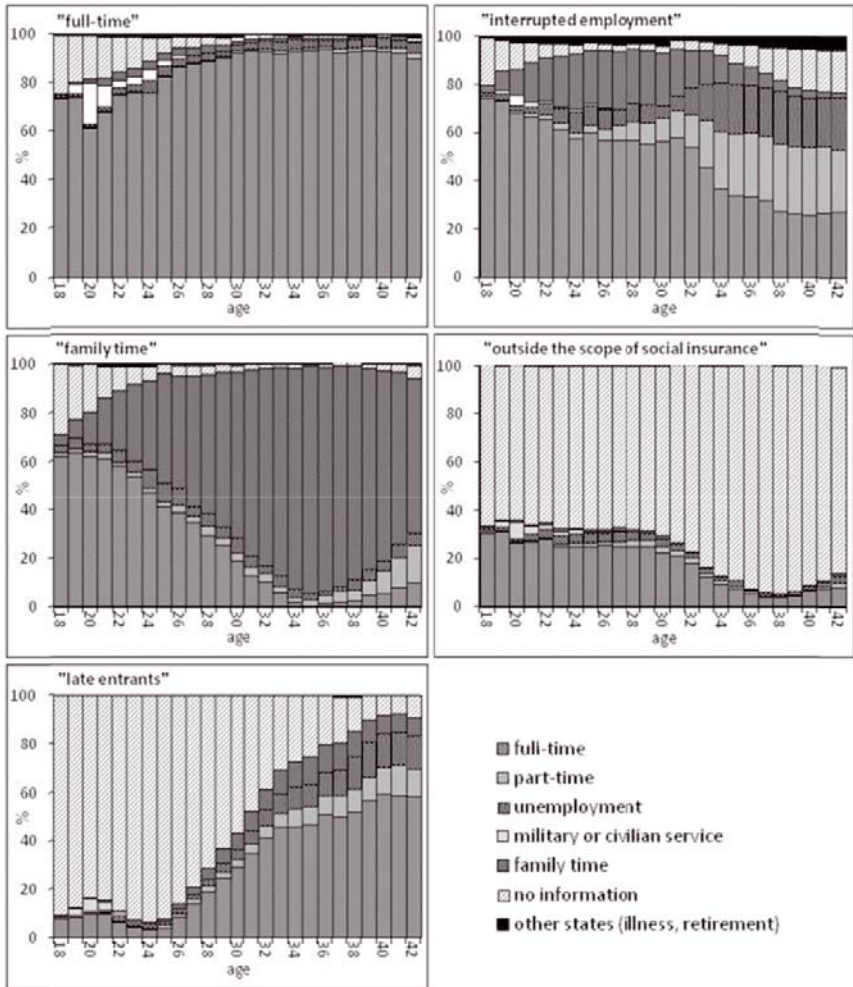 "full-time"
100
80
60
%
40
20
0
18 20 22 24 26 28 30 32 34 36 38 40 42
age
"interrupted employment"
100
80
60
%
40
20
0
18 20 22 24 26 28 30 32 34 36 38 40 42
age
"family time"
100
80
60
%
40
20
0
18 20 22 24 26 28 30 32 34 36 38 40 42
age
"outside the scope of social insurance"
100
80
60
%
40
20
0
18 20 22 24 26 28 30 32 34 36 38 40 42
age
"late entrants"
100
80
60
%
40
20
0
18 20 22 24 26 28 30 32 34 36 38 40 42
age
full-time
part-time
unemployment
military or civilian service
family time
no information
other states (illness, retirement)